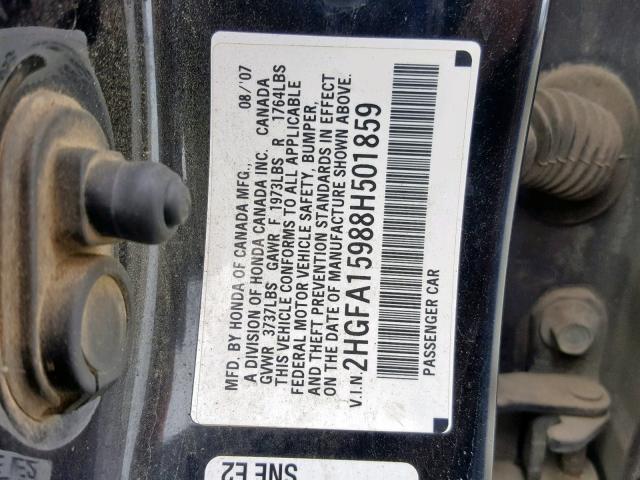 MFD. BY HONDA OF CANADA MFG., 08/'07
A DIVISION OF HONDA CANADA INC. CANADA
GVWR 3737LBS GAWR F 1973LBS R 1764LBS
THIS VEHICLE CONFORMS TO ALL APPLICABLE
FEDERAL MOTOR VEHICLE SAFETY, BUMPER,
AND THEFT PREVENTION STANDARDS IN EFFECT
ON THE DATE OF MANUFACTURE SHOWN ABOVE.
V.I.N. 2HGFA15988H501859
PASSENGER CAR
SNE E2